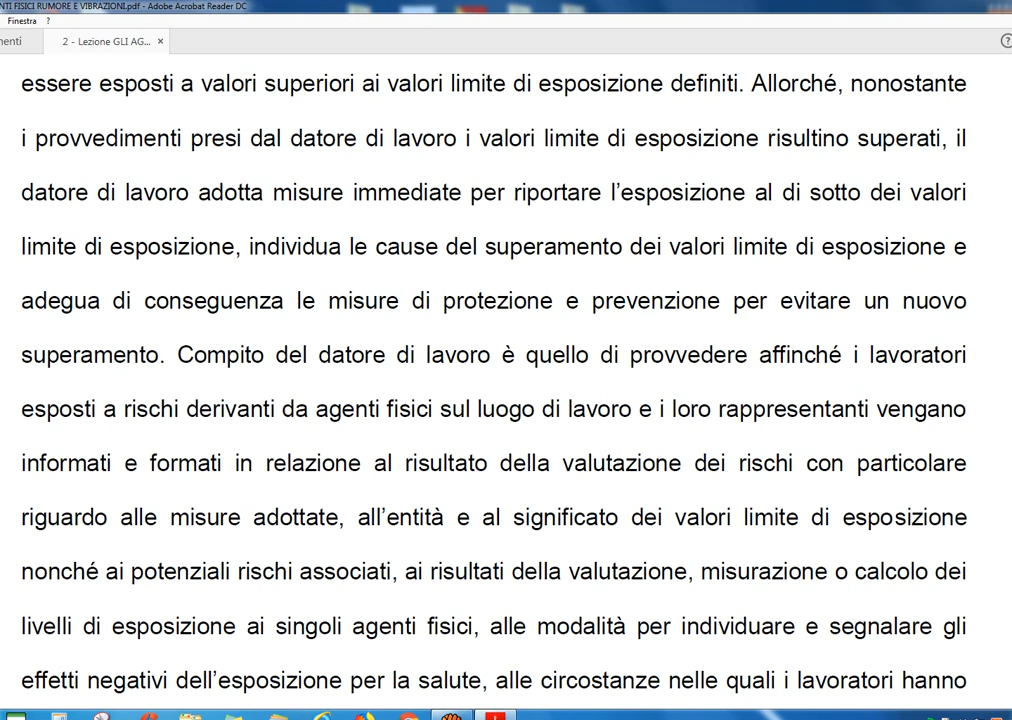 NTI FISICI RUMORE E VIBRAZIONI.pdf - Adobe Acrobat Reader DC
Finestra ?
menti 2 - Lezione GLI AG... ×
essere esposti a valori superiori ai valori limite di esposizione definiti. Allorché, nonostante
i provvedimenti presi dal datore di lavoro i valori limite di esposizione risultino superati, il
datore di lavoro adotta misure immediate per riportare l’esposizione al di sotto dei valori
limite di esposizione, individua le cause del superamento dei valori limite di esposizione e
adegua di conseguenza le misure di protezione e prevenzione per evitare un nuovo
superamento. Compito del datore di lavoro è quello di provvedere affinché i lavoratori
esposti a rischi derivanti da agenti fisici sul luogo di lavoro e i loro rappresentanti vengano
informati e formati in relazione al risultato della valutazione dei rischi con particolare
riguardo alle misure adottate, all’entità e al significato dei valori limite di esposizione
nonché ai potenziali rischi associati, ai risultati della valutazione, misurazione o calcolo dei
livelli di esposizione ai singoli agenti fisici, alle modalità per individuare e segnalare gli
effetti negativi dell’esposizione per la salute, alle circostanze nelle quali i lavoratori hanno